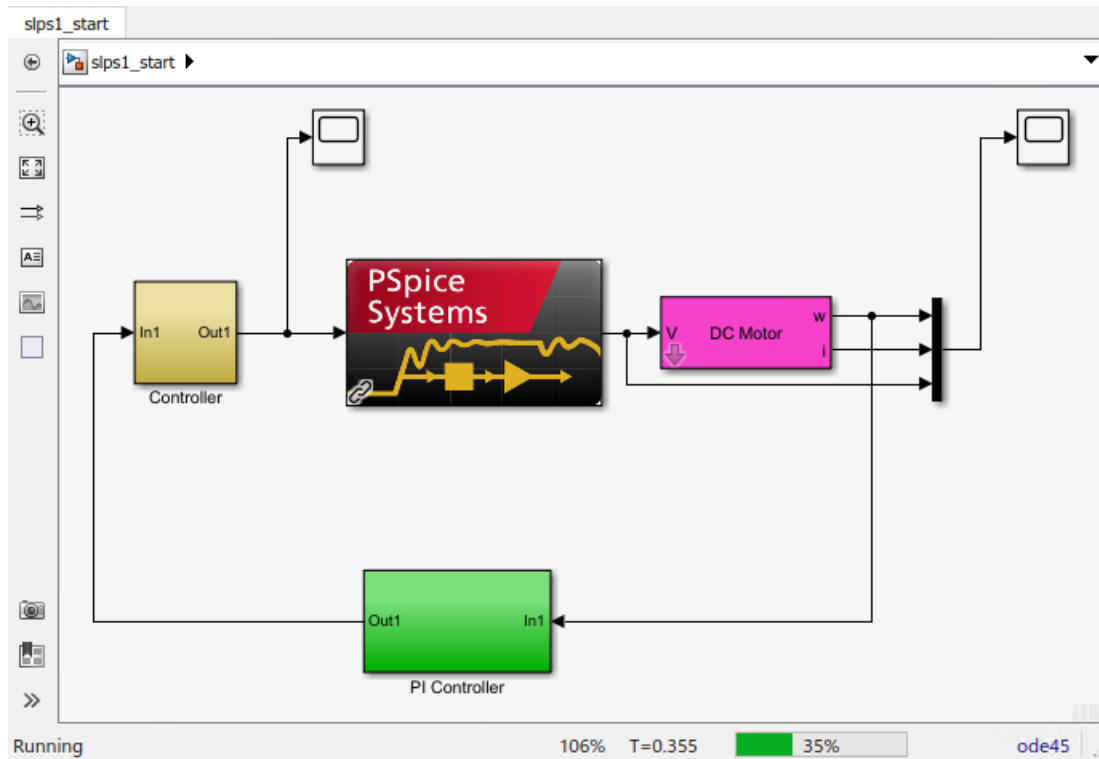 slps1_start
slps1_start
PSpice
Systems
In1
Out1
Controller
V
DC Motor
w
i
Out1
In1
PI Controller
Running
106%
T=0.355
35%
ode45